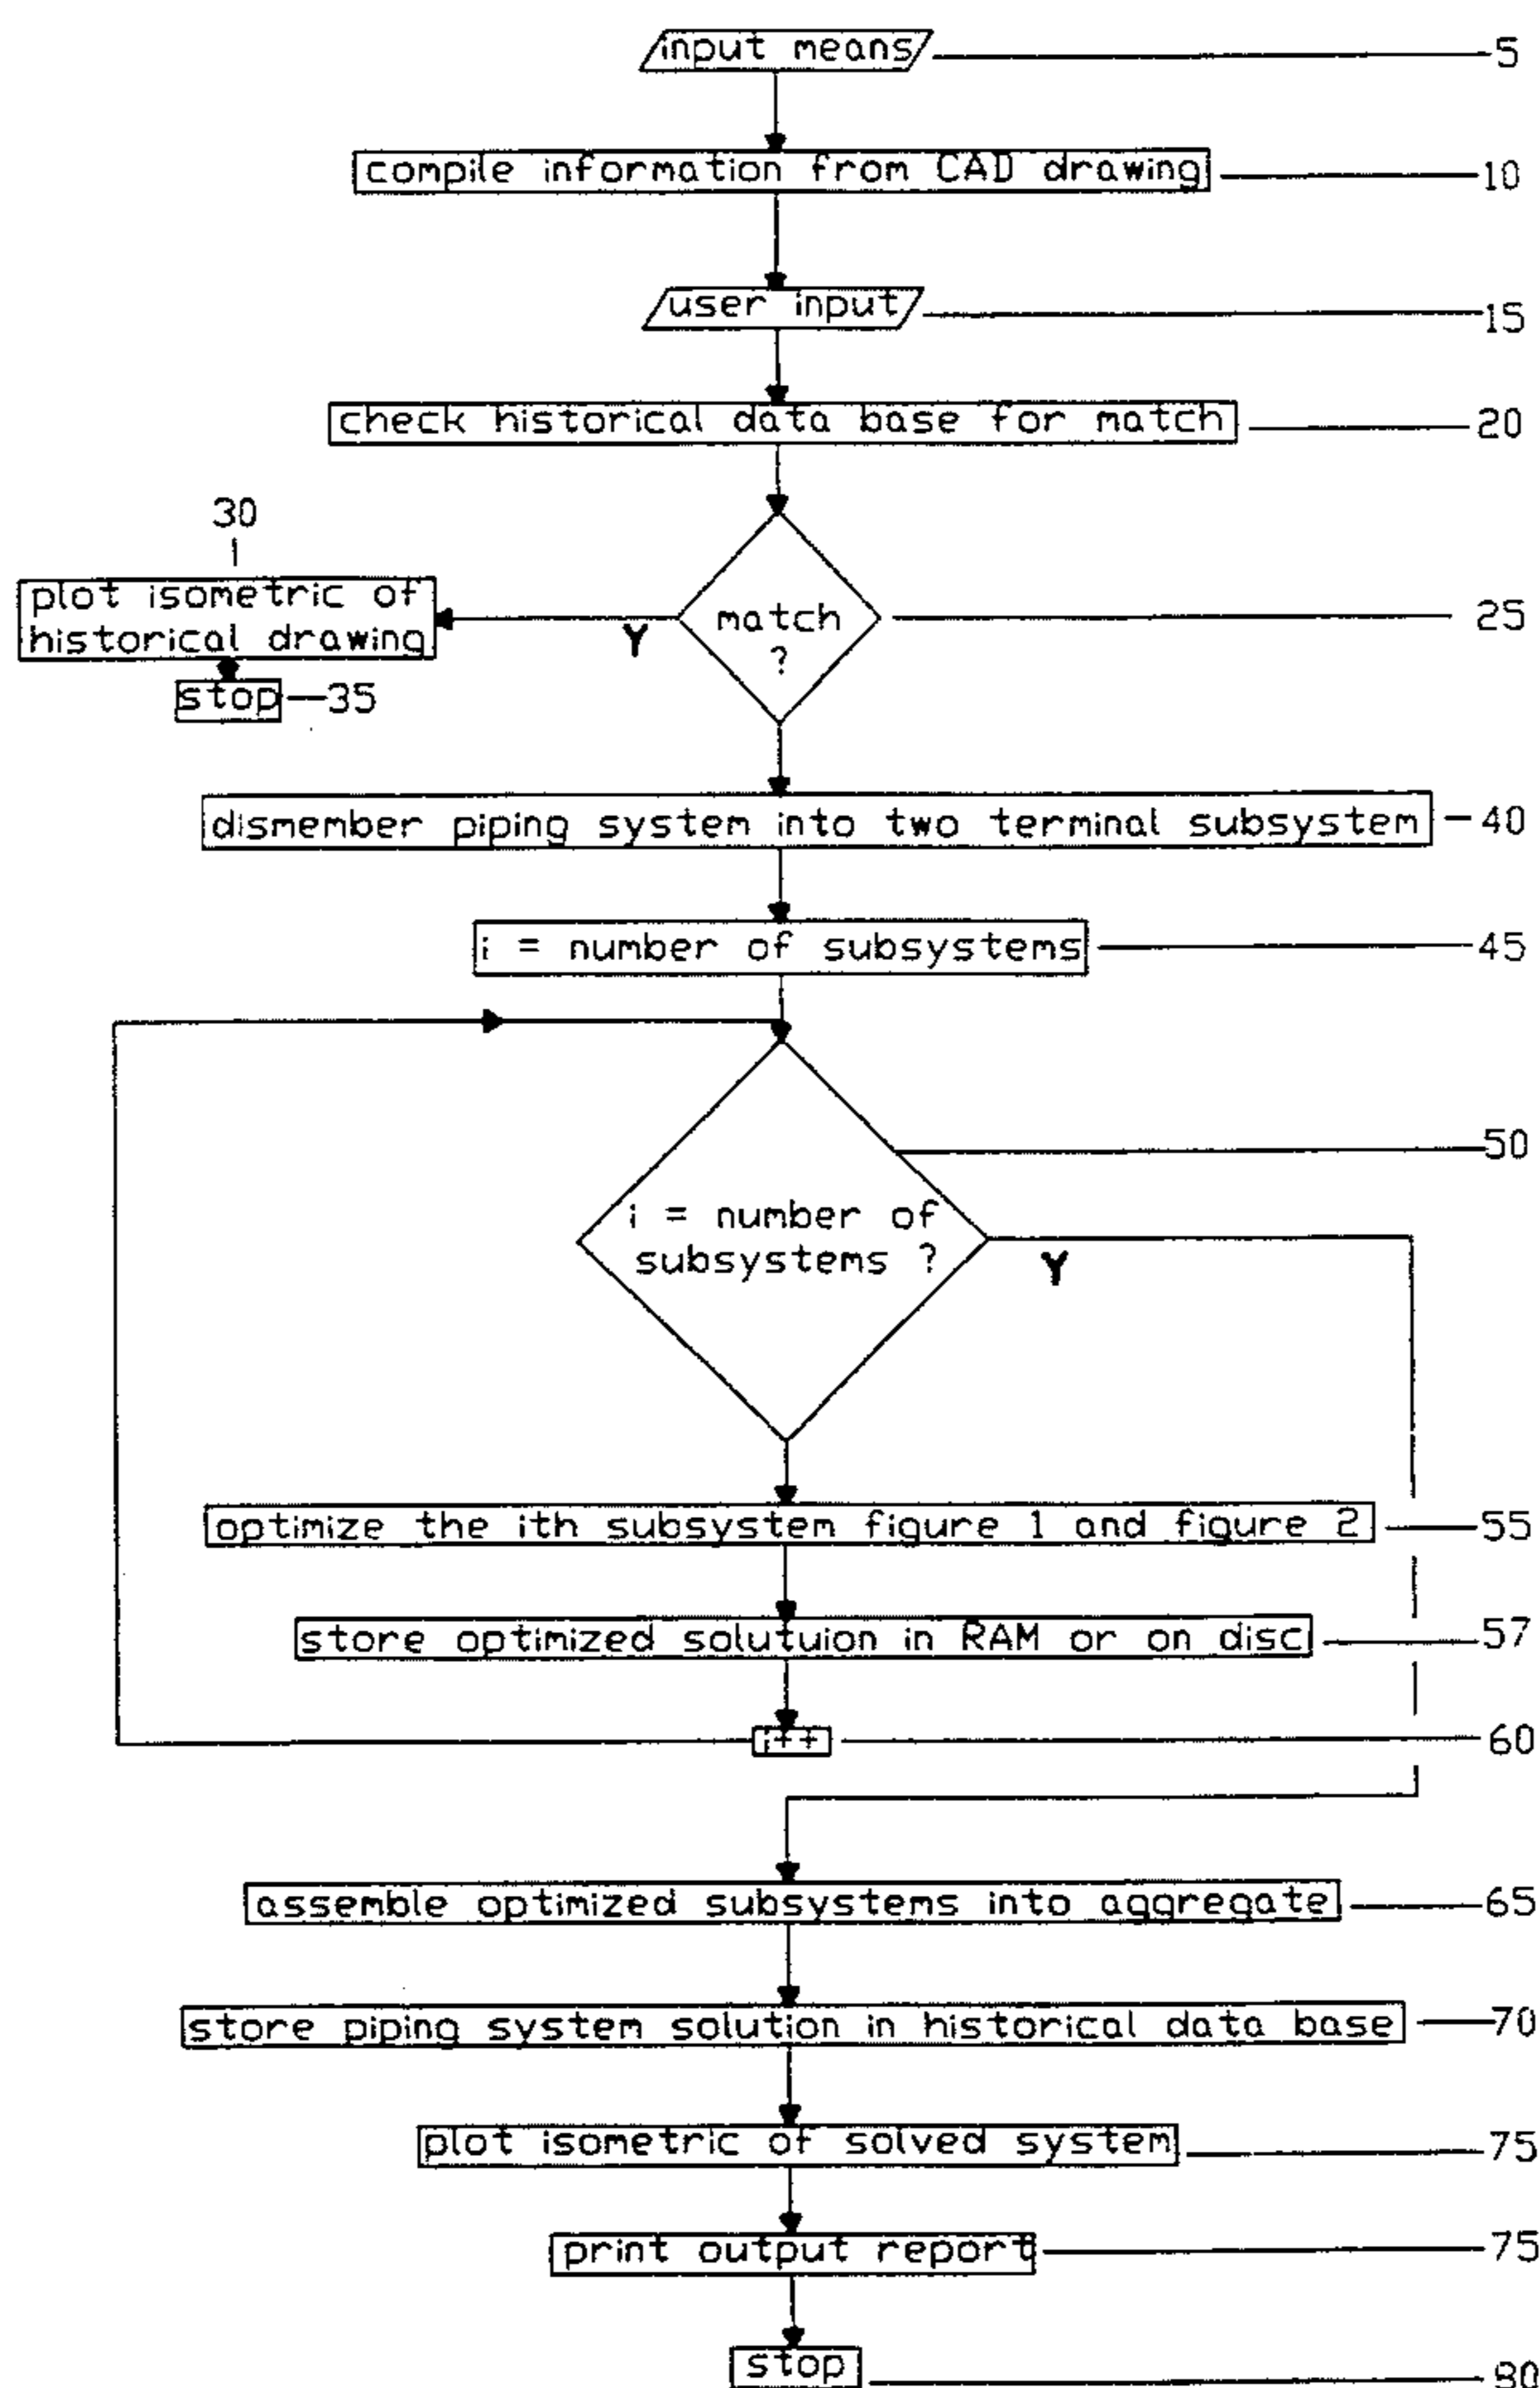 input means 5
compile information from CAD drawing 10
user input 15
check historical data base for match 20
30
plot isometric of
historical drawing
stop 35
Y
match
?
25
dismember piping system into two terminal subsystem 40
i = number of subsystems 45
50
i = number of
subsystems ?
Y
optimize the ith subsystem figure 1 and figure 2 55
store optimized solutuion in RAM or on disc 57
i++ 60
assemble optimized subsystems into aggregate 65
store piping system solution in historical data base 70
plot isometric of solved system 75
print output report 75
stop 80